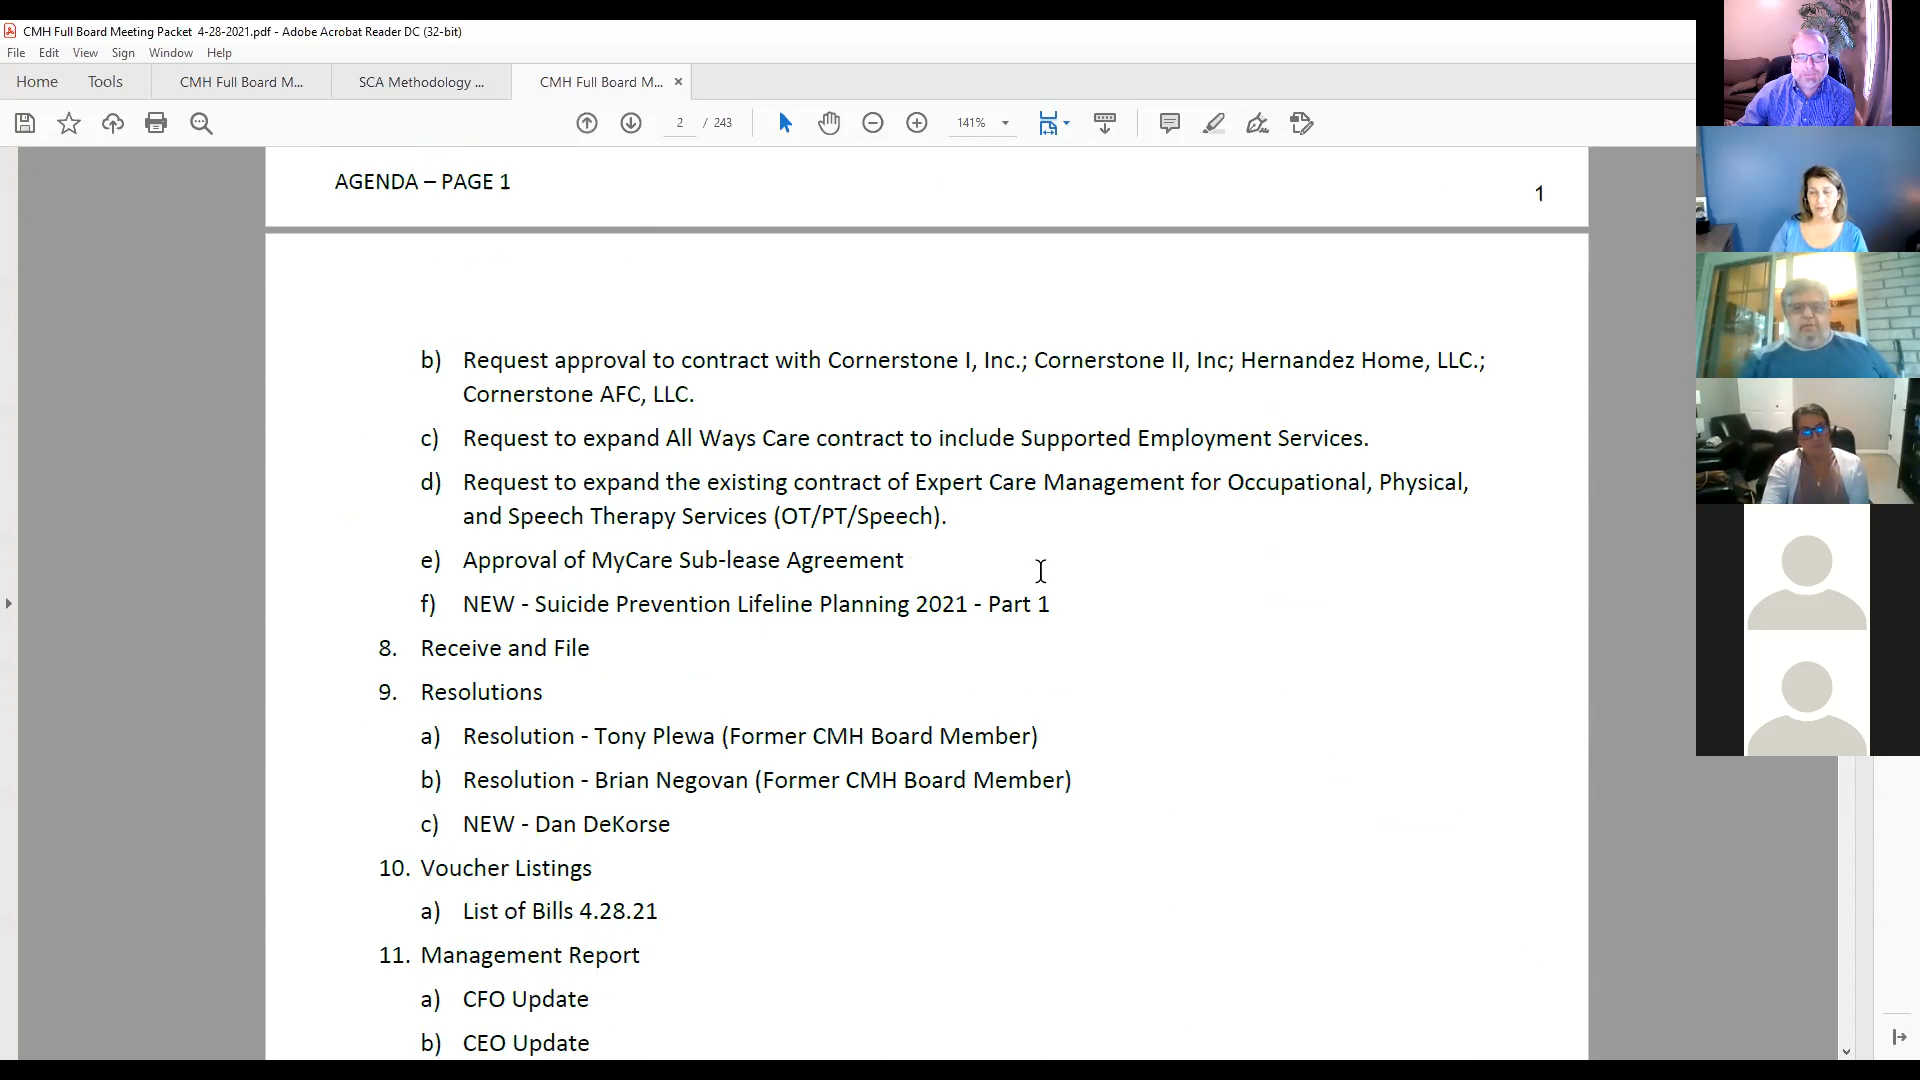 CMH Full Board Meeting Packet 4-28-2021.pdf - Adobe Acrobat Reader DC (32-bit)
File Edit View Sign Window Help
Home Tools CMH Full Board M... SCA Methodology ... CMH Full Board M... ×
2 / 243 141%
AGENDA – PAGE 1
1
b) Request approval to contract with Cornerstone I, Inc.; Cornerstone II, Inc; Hernandez Home, LLC.;
Cornerstone AFC, LLC.
c) Request to expand All Ways Care contract to include Supported Employment Services.
d) Request to expand the existing contract of Expert Care Management for Occupational, Physical,
and Speech Therapy Services (OT/PT/Speech).
e) Approval of MyCare Sub-lease Agreement
f) NEW - Suicide Prevention Lifeline Planning 2021 - Part 1
8. Receive and File
9. Resolutions
a) Resolution - Tony Plewa (Former CMH Board Member)
b) Resolution - Brian Negovan (Former CMH Board Member)
c) NEW - Dan DeKorse
10. Voucher Listings
a) List of Bills 4.28.21
11. Management Report
a) CFO Update
b) CEO Update